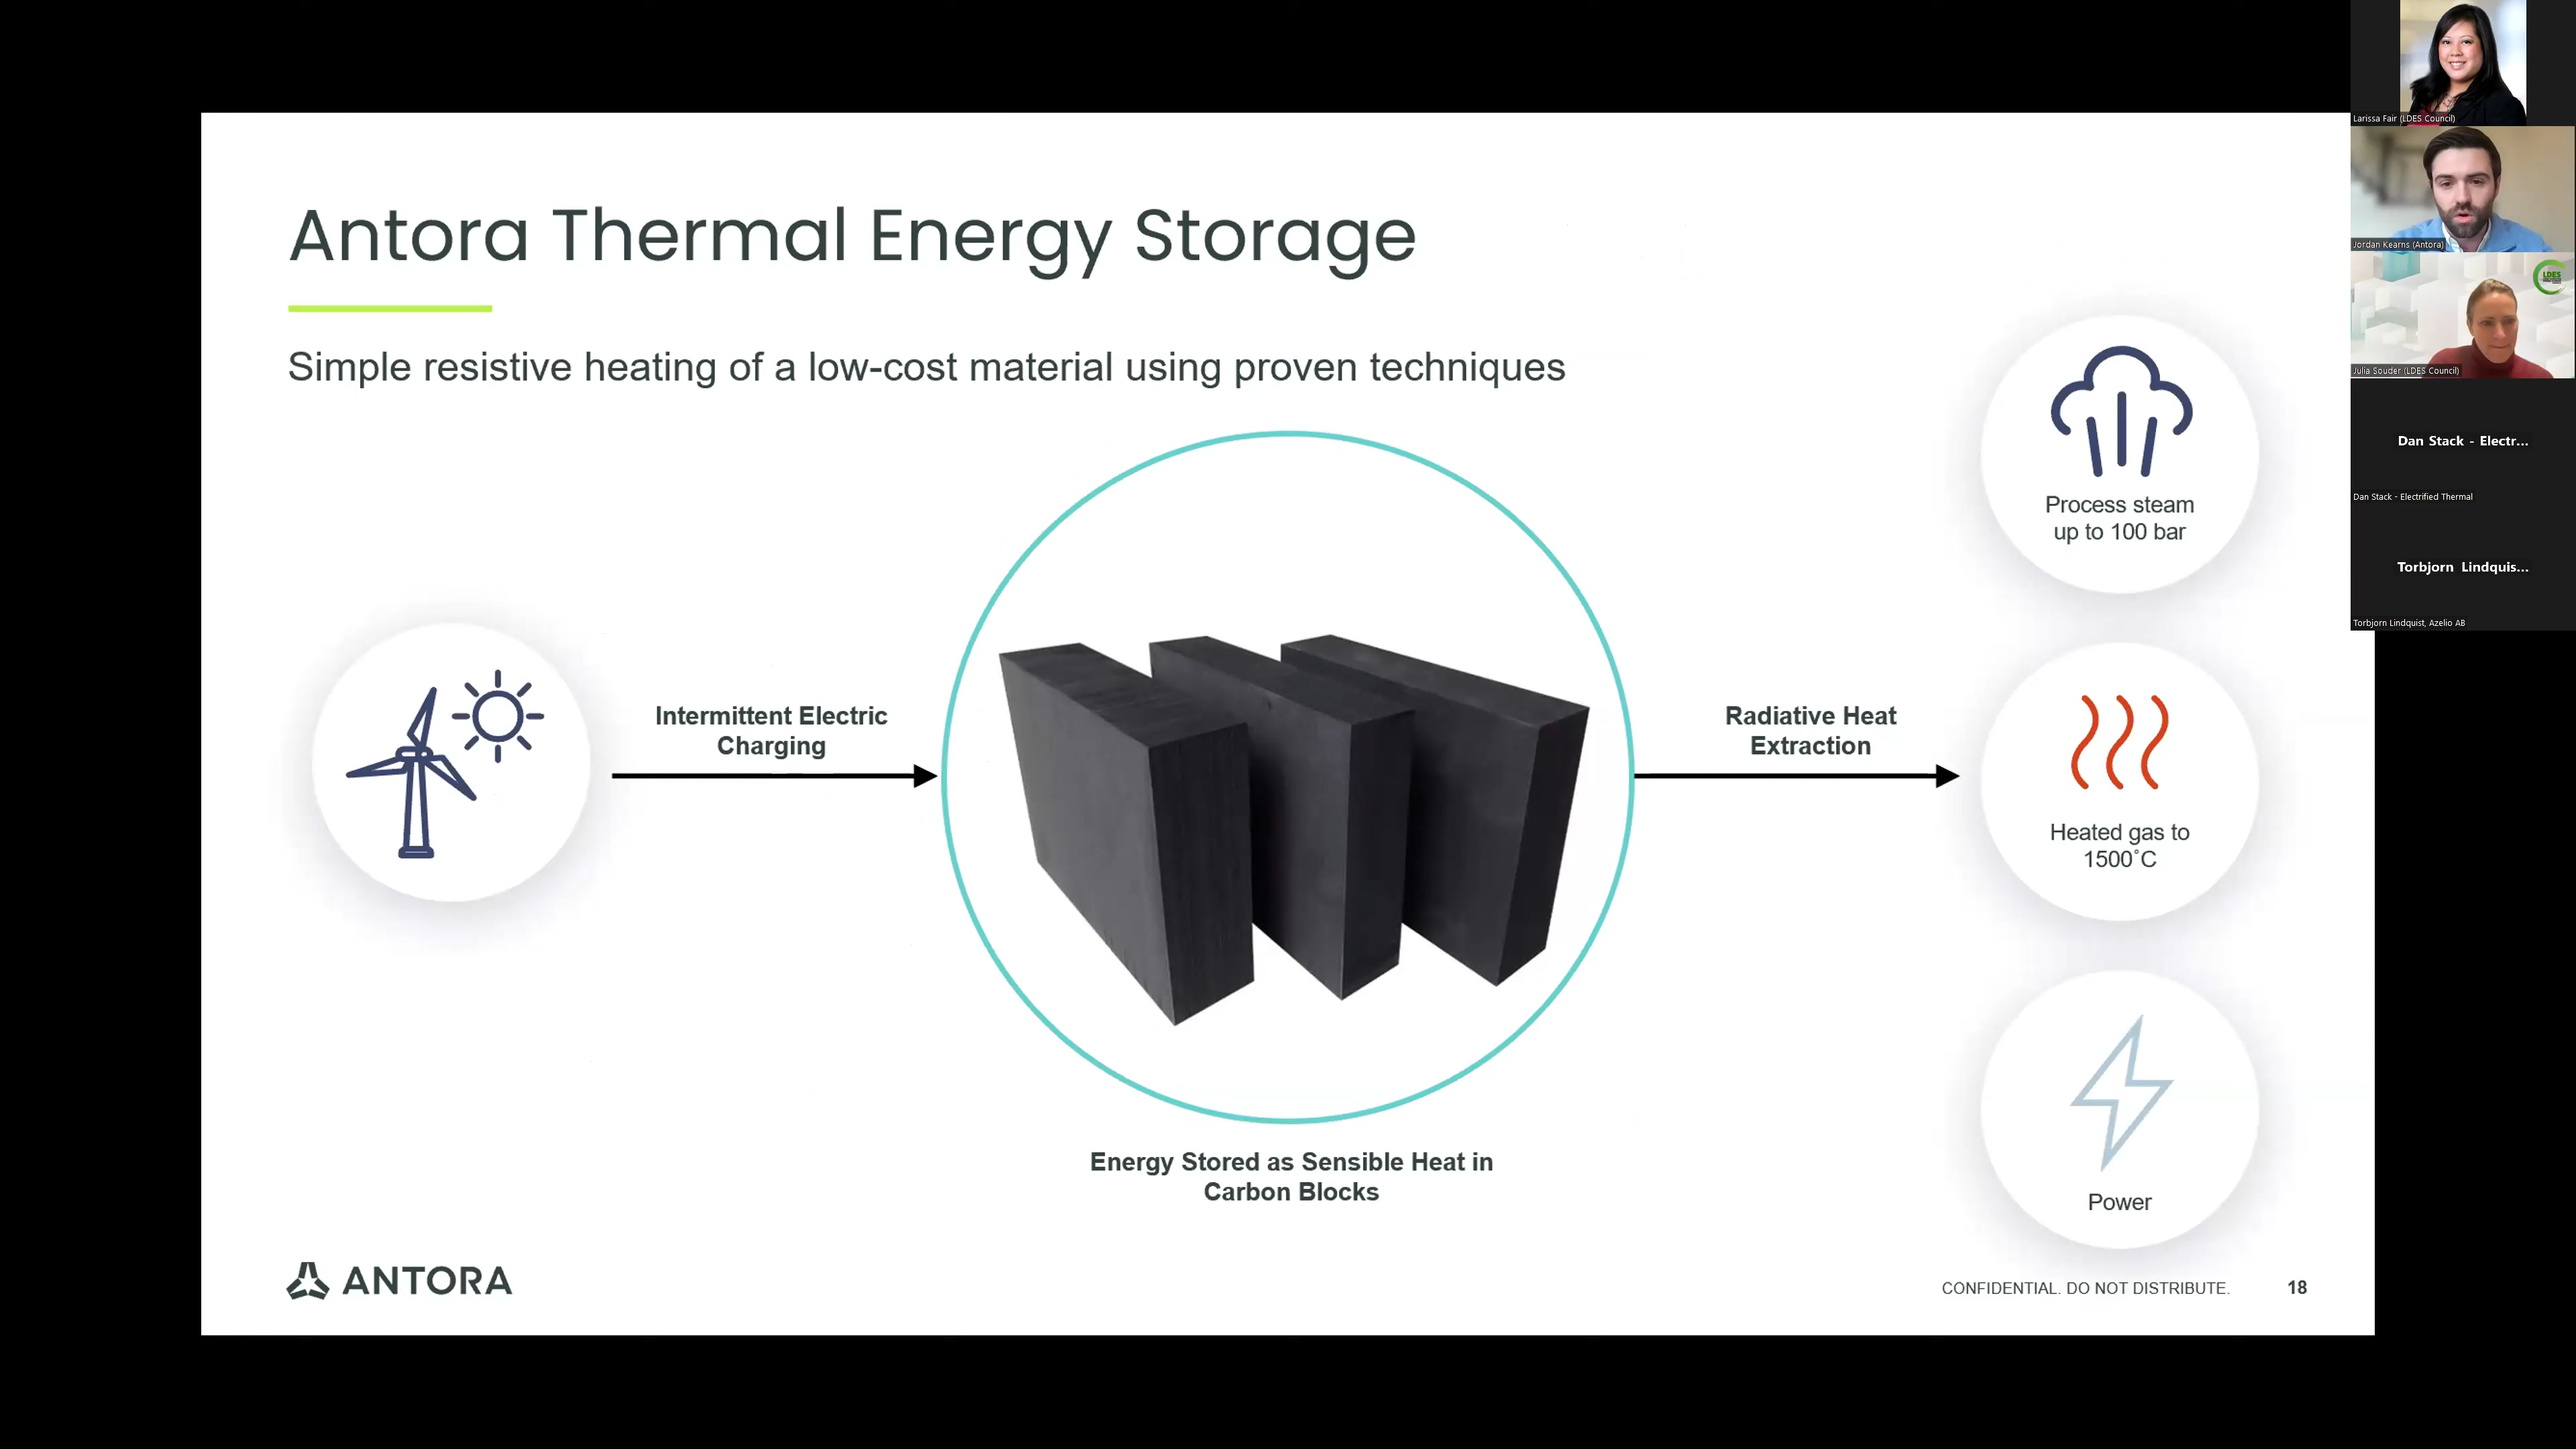 Antora Thermal Energy Storage
Simple resistive heating of a low-cost material using proven techniques
Intermittent Electric
Charging
Energy Stored as Sensible Heat in
Carbon Blocks
Radiative Heat
Extraction
Process steam
up to 100 bar
Heated gas to
1500˚C
Power
ANTORA
CONFIDENTIAL. DO NOT DISTRIBUTE.
18
Larissa Fair (LDES Council)
Jordan Kearns (Antora)
LDES
Julia Souder (LDES Council)
Dan Stack - Electr...
Dan Stack - Electrified Thermal
Torbjorn Lindquis...
Torbjorn Lindquist, Azelio AB